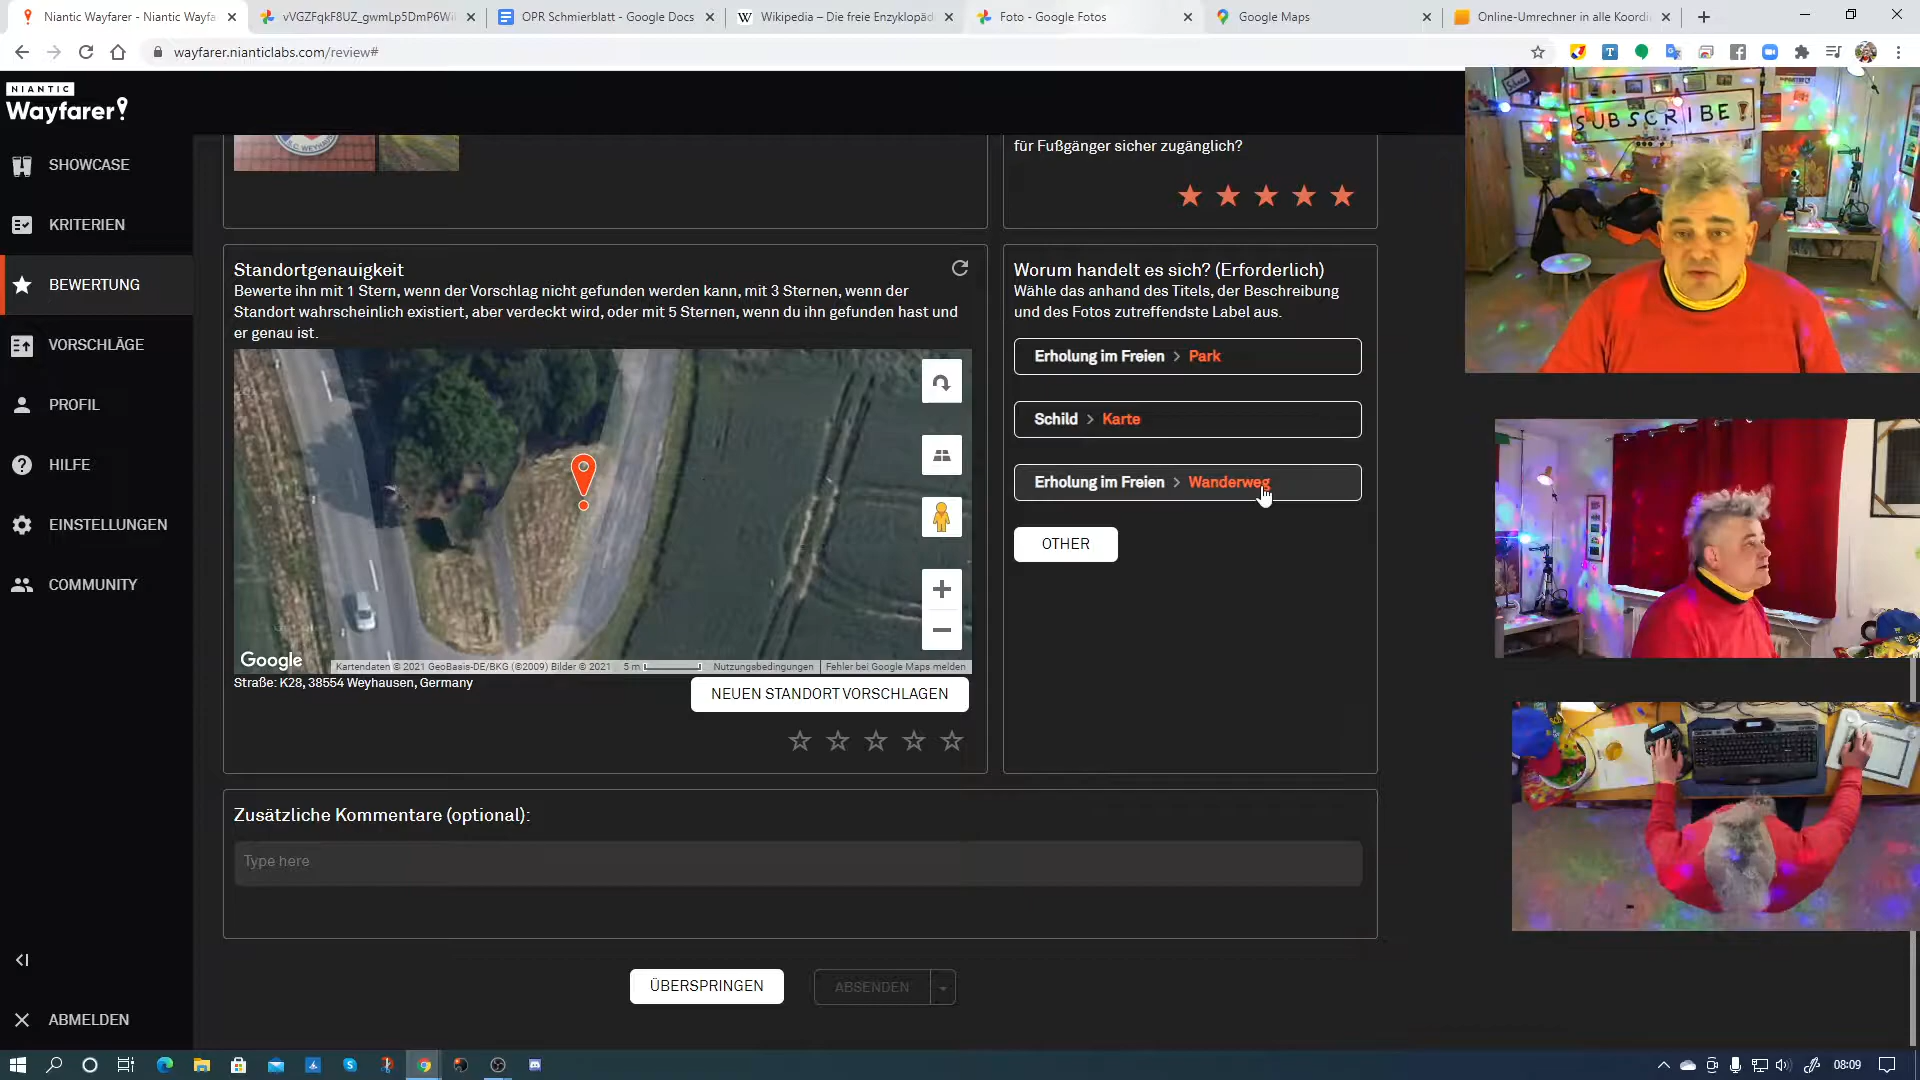 Niantic Wayfarer - Niantic Wayfa
vVGZFqkF8UZ_gwmLp5DmP6Wi
OPR Schmierblatt - Google Docs
Wikipedia – Die freie Enzyklopäd
Foto - Google Fotos
Google Maps
Online-Umrechner in alle Koordi
wayfarer.nianticlabs.com/review#
NIANTIC
Wayfarer
SHOWCASE
KRITERIEN
BEWERTUNG
VORSCHLÄGE
PROFIL
HILFE
EINSTELLUNGEN
COMMUNITY
ABMELDEN
für Fußgänger sicher zugänglich?
Standortgenauigkeit
Bewerte ihn mit 1 Stern, wenn der Vorschlag nicht gefunden werden kann, mit 3 Sternen, wenn der
Standort wahrscheinlich existiert, aber verdeckt wird, oder mit 5 Sternen, wenn du ihn gefunden hast und
er genau ist.
Google
Kartendaten © 2021 GeoBasis-DE/BKG (©2009) Bilder © 2021
5 m
Nutzungsbedingungen
Fehler bei Google Maps melden
Straße: K28, 38554 Weyhausen, Germany
NEUEN STANDORT VORSCHLAGEN
Worum handelt es sich? (Erforderlich)
Wähle das anhand des Titels, der Beschreibung
und des Fotos zutreffendste Label aus.
Erholung im Freien > Park
Schild > Karte
Erholung im Freien > Wanderweg
OTHER
Zusätzliche Kommentare (optional):
Type here
ÜBERSPRINGEN
ABSENDEN
SUBSCRIBE!
08:09